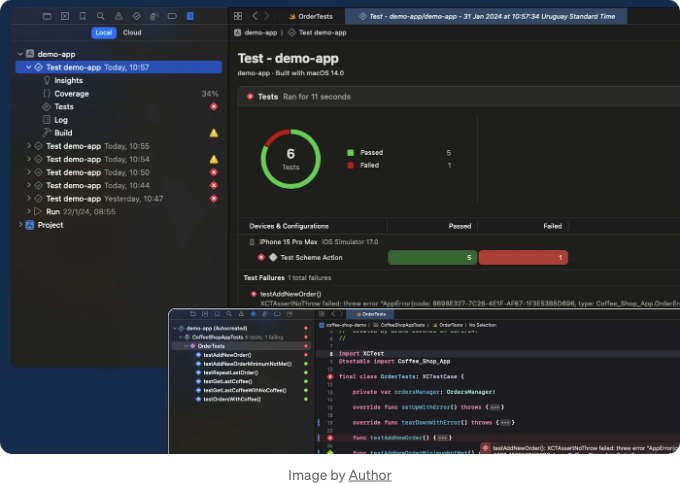 OrderTests
Test - demo-app/demo-app - 31 Jan 2024 at 10:57:34 Uruguay Standard Time
Local Cloud
demo-app
Test demo-app
demo-app
Test demo-app Today, 10:57
Insights
Coverage 34%
Tests
Log
Build
Test demo-app Today, 10:55
Test demo-app Today, 10:54
Test demo-app Today, 10:50
Test demo-app Today, 10:44
Test demo-app Yesterday, 10:47
Run 22/1/24, 08:55
Project
Test - demo-app
demo-app · Built with macOS 14.0
Tests Ran for 11 seconds
6
Tests
Passed 5
Failed 1
Devices & Configurations Passed Failed
iPhone 15 Pro Max iOS Simulator 17.0
Test Scheme Action 5 1
Test Failures 1 total failures
testAddNewOrder()
XCTAssertNoThrow failed: threw error "AppError(code: 8698E327-7C26-4E1F-AF67-1F3E53B5D696, type: Coffee_Shop_App.OrderErr
OrderTests
demo-app (Autocreated)
CoffeeShopAppTests 6 tests, 1 failing
OrderTests
testAddNewOrder()
testAddNewOrderMinimumNotMet()
testRepeatLastOrder()
testGetLastCoffee()
testGetLastCoffeeWithNoCoffee()
testOrdersWithCoffee()
coffee-shop-demo CoffeeShopAppTests OrderTests No Selection
//
import XCTest
@testable import Coffee_Shop_App
final class OrderTests: XCTestCase {
private var ordersManager: OrdersManager!
override func setUpWithError() throws {•••}
override func tearDownWithError() throws {•••}
func testAddNewOrder() {•••}
testAddNewOrder(): XCTAssertNoThrow failed: threw error "AppError(
func testAddNewOrderMinimumNotMet()
Image by Author